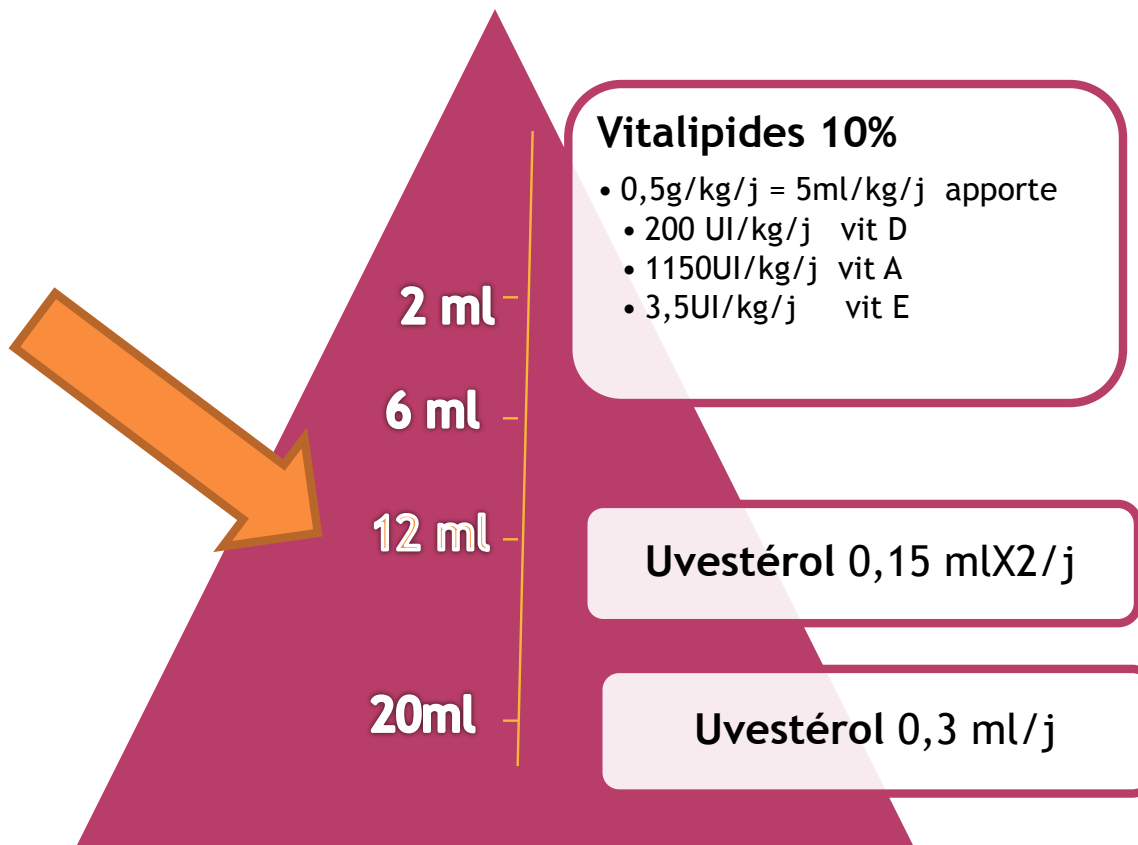 Vitalipides 10%
• 0,5g/kg/j = 5ml/kg/j apporte
• 200 UI/kg/j vit D
• 1150UI/kg/j vit A
• 3,5UI/kg/j vit E
2 ml
6 ml
12 ml
Uvestérol 0,15 mlX2/j
20ml
Uvestérol 0,3 ml/j